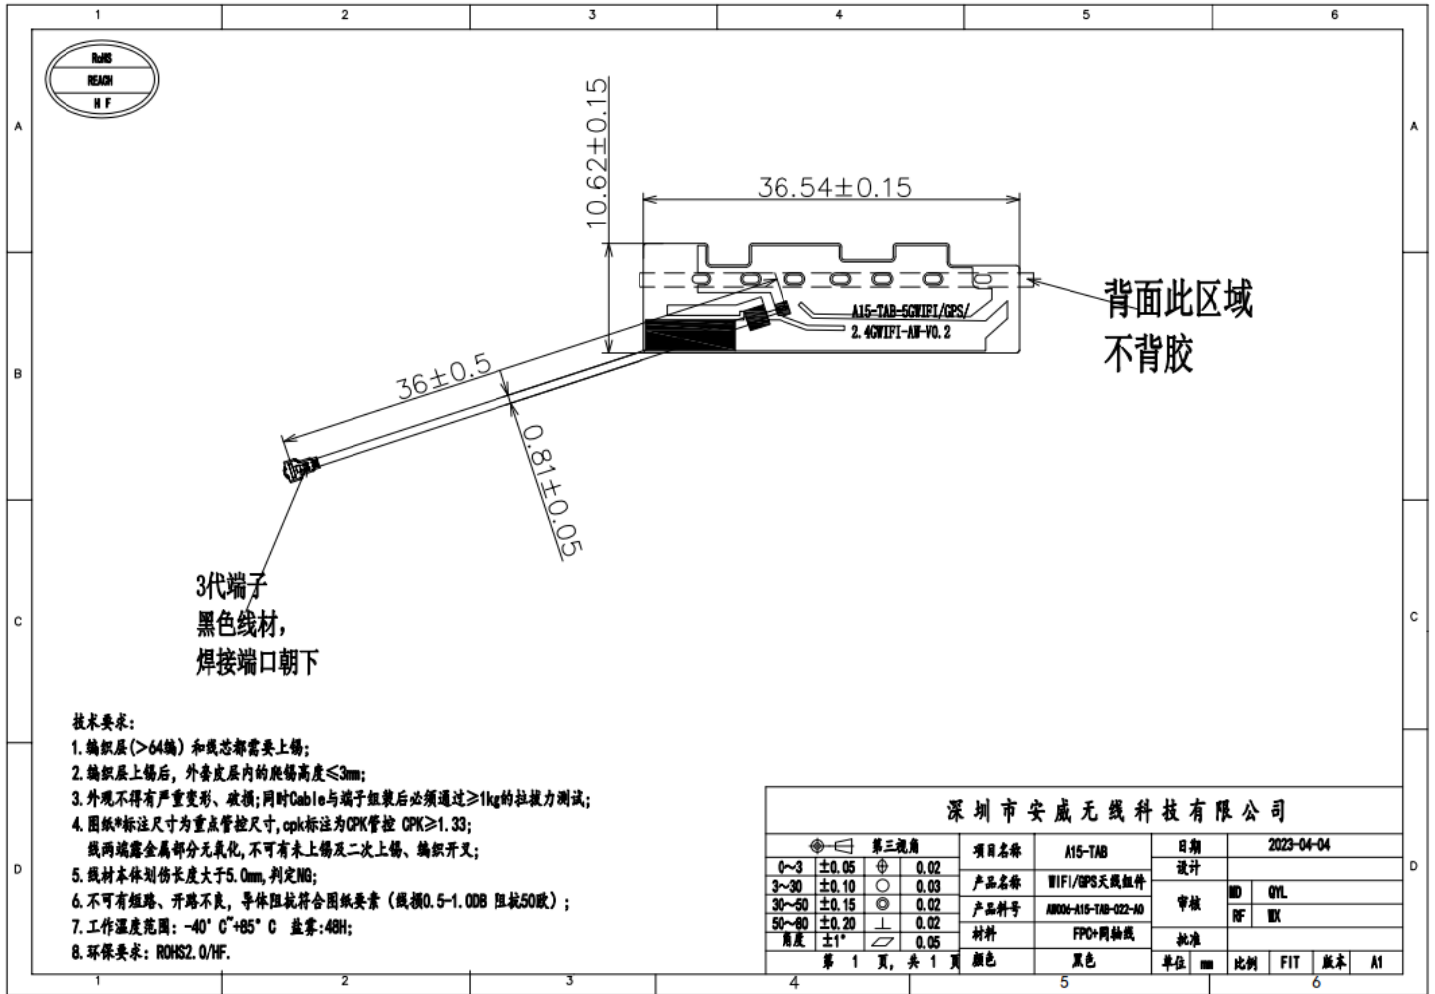 1 2 3 4 5 6
RoHS
REACH
H F
A A
10.62±0.15
36.54±0.15
背面此区域
不背胶
A15-TAB-5GWIFI/GPS/
2.4GWIFI-AW-V0.2
B B
36±0.5
0.81±0.05
3代端子
黑色线材，
焊接端口朝下
C C
技术要求：
1. 编织层(＞64编）和线芯都需要上锡；
2. 编织层上锡后，外套皮层内的爬锡高度≤3mm；
3. 外观不得有严重变形、破损；同时Cable与端子组装后必须通过≥1kg的拉拔力测试；
4. 图纸*标注尺寸为重点管控尺寸，cpk标注为CPK管控 CPK≥1.33；
线两端露金属部分无氧化，不可有未上锡及二次上锡、编织开叉；
5. 线材本体划伤长度大于5.0mm，判定NG；
6. 不可有短路、开路不良，导体阻抗符合图纸要素（线损0.5-1.0DB 阻抗50欧）；
7. 工作温度范围：-40° C~+85° C 盐雾：48H；
8. 环保要求：ROHS2.0/HF.
D D
深圳市安威无线科技有限公司
第三视角 项目名称 A15-TAB 日期 2023-04-04
0～3 ±0.05 0.02 设计
3～30 ±0.10 0.03 产品名称 WIFI/GPS天线组件 审核 MD QYL
30～50 ±0.15 0.02 产品料号 AW006-A15-TAB-022-A0 RF WX
50～80 ±0.20 0.02 材料 FPC+同轴线 批准
角度 ±1° 0.05
第 1 页，共 1 页 颜色 黑色 单位 mm 比例 FIT 版本 A1
1 2 3 4 5 6